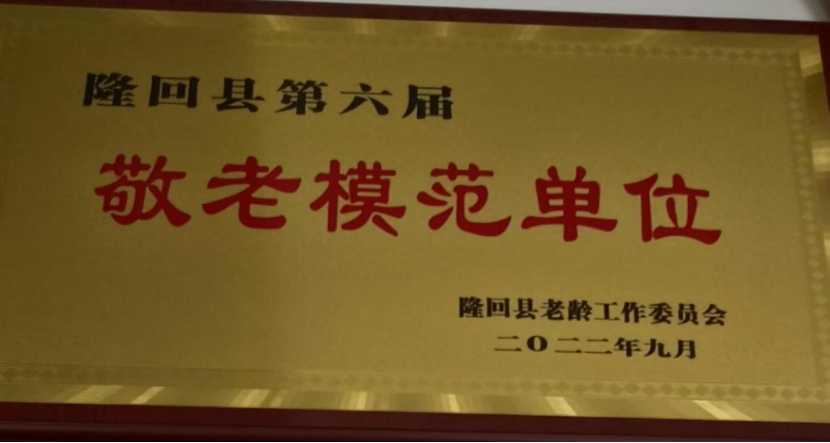 隆回县第六届
敬老模范单位
隆回县老龄工作委员会
二〇二二年九月